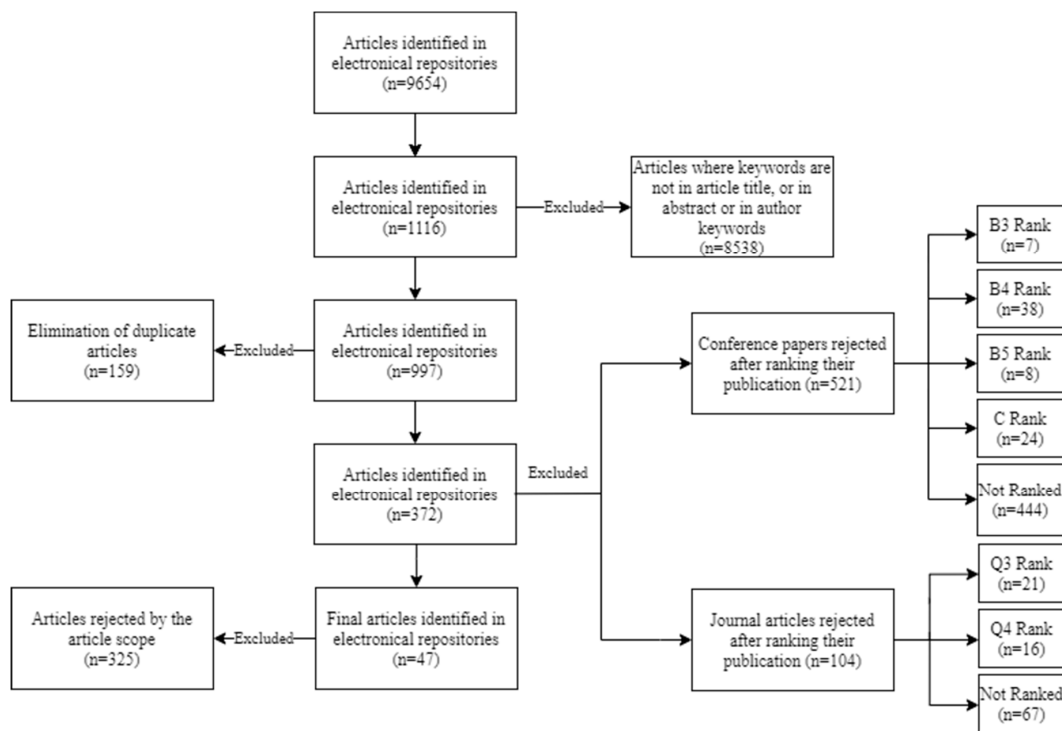 Articles identified in
electronical repositories
(n=9654)
Articles identified in
electronical repositories
(n=1116)
Excluded
Articles where keywords are
not in article title, or in
abstract or in author
keywords
(n=8538)
Elimination of duplicate
articles
(n=159)
Excluded
Articles identified in
electronical repositories
(n=997)
Articles identified in
electronical repositories
(n=372)
Excluded
Conference papers rejected
after ranking their
publication (n=521)
B3 Rank
(n=7)
B4 Rank
(n=38)
B5 Rank
(n=8)
C Rank
(n=24)
Not Ranked
(n=444)
Journal articles rejected
after ranking their
publication (n=104)
Q3 Rank
(n=21)
Q4 Rank
(n=16)
Not Ranked
(n=67)
Articles rejected by the
article scope
(n=325)
Excluded
Final articles identified in
electronical repositories
(n=47)